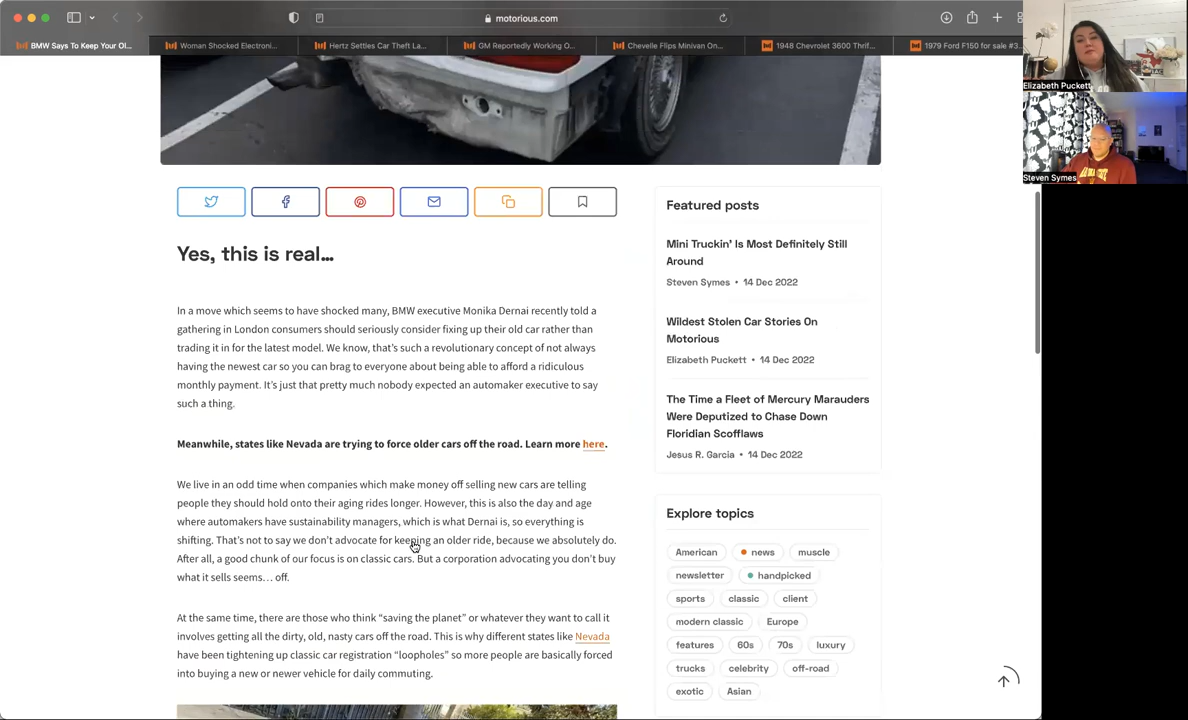 motorious.com
BMW Says To Keep Your Ol...
Woman Shocked Electroni...
Hertz Settles Car Theft La...
GM Reportedly Working O...
Chevelle Flips Minivan On...
1948 Chevrolet 3600 Thrif...
1979 Ford F150 for sale #3...
Elizabeth Puckett
Steven Symes
Yes, this is real...
In a move which seems to have shocked many, BMW executive Monika Dernai recently told a
gathering in London consumers should seriously consider fixing up their old car rather than
trading it in for the latest model. We know, that's such a revolutionary concept of not always
having the newest car so you can brag to everyone about being able to afford a ridiculous
monthly payment. It's just that pretty much nobody expected an automaker executive to say
such a thing.
Meanwhile, states like Nevada are trying to force older cars off the road. Learn more here.
We live in an odd time when companies which make money off selling new cars are telling
people they should hold onto their aging rides longer. However, this is also the day and age
where automakers have sustainability managers, which is what Dernai is, so everything is
shifting. That's not to say we don't advocate for keeping an older ride, because we absolutely do.
After all, a good chunk of our focus is on classic cars. But a corporation advocating you don't buy
what it sells seems... off.
At the same time, there are those who think “saving the planet” or whatever they want to call it
involves getting all the dirty, old, nasty cars off the road. This is why different states like Nevada
have been tightening up classic car registration “loopholes” so more people are basically forced
into buying a new or newer vehicle for daily commuting.
Featured posts
Mini Truckin' Is Most Definitely Still
Around
Steven Symes • 14 Dec 2022
Wildest Stolen Car Stories On
Motorious
Elizabeth Puckett • 14 Dec 2022
The Time a Fleet of Mercury Marauders
Were Deputized to Chase Down
Floridian Scofflaws
Jesus R. Garcia • 14 Dec 2022
Explore topics
American news muscle
newsletter handpicked
sports classic client
modern classic Europe
features 60s 70s luxury
trucks celebrity off-road
exotic Asian